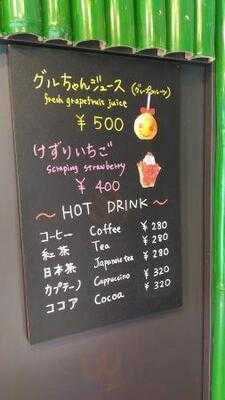 グルちゃんジュース (グレープフルーツ)
fresh grapefruit juice
¥500
けずりいちご
Scraping strawberry
¥400
～ HOT DRINK ～
コーヒー Coffee ¥280
紅茶 Tea ¥280
日本茶 Japanese tea ¥280
カプチーノ Cappuccino ¥320
ココア Cocoa ¥320